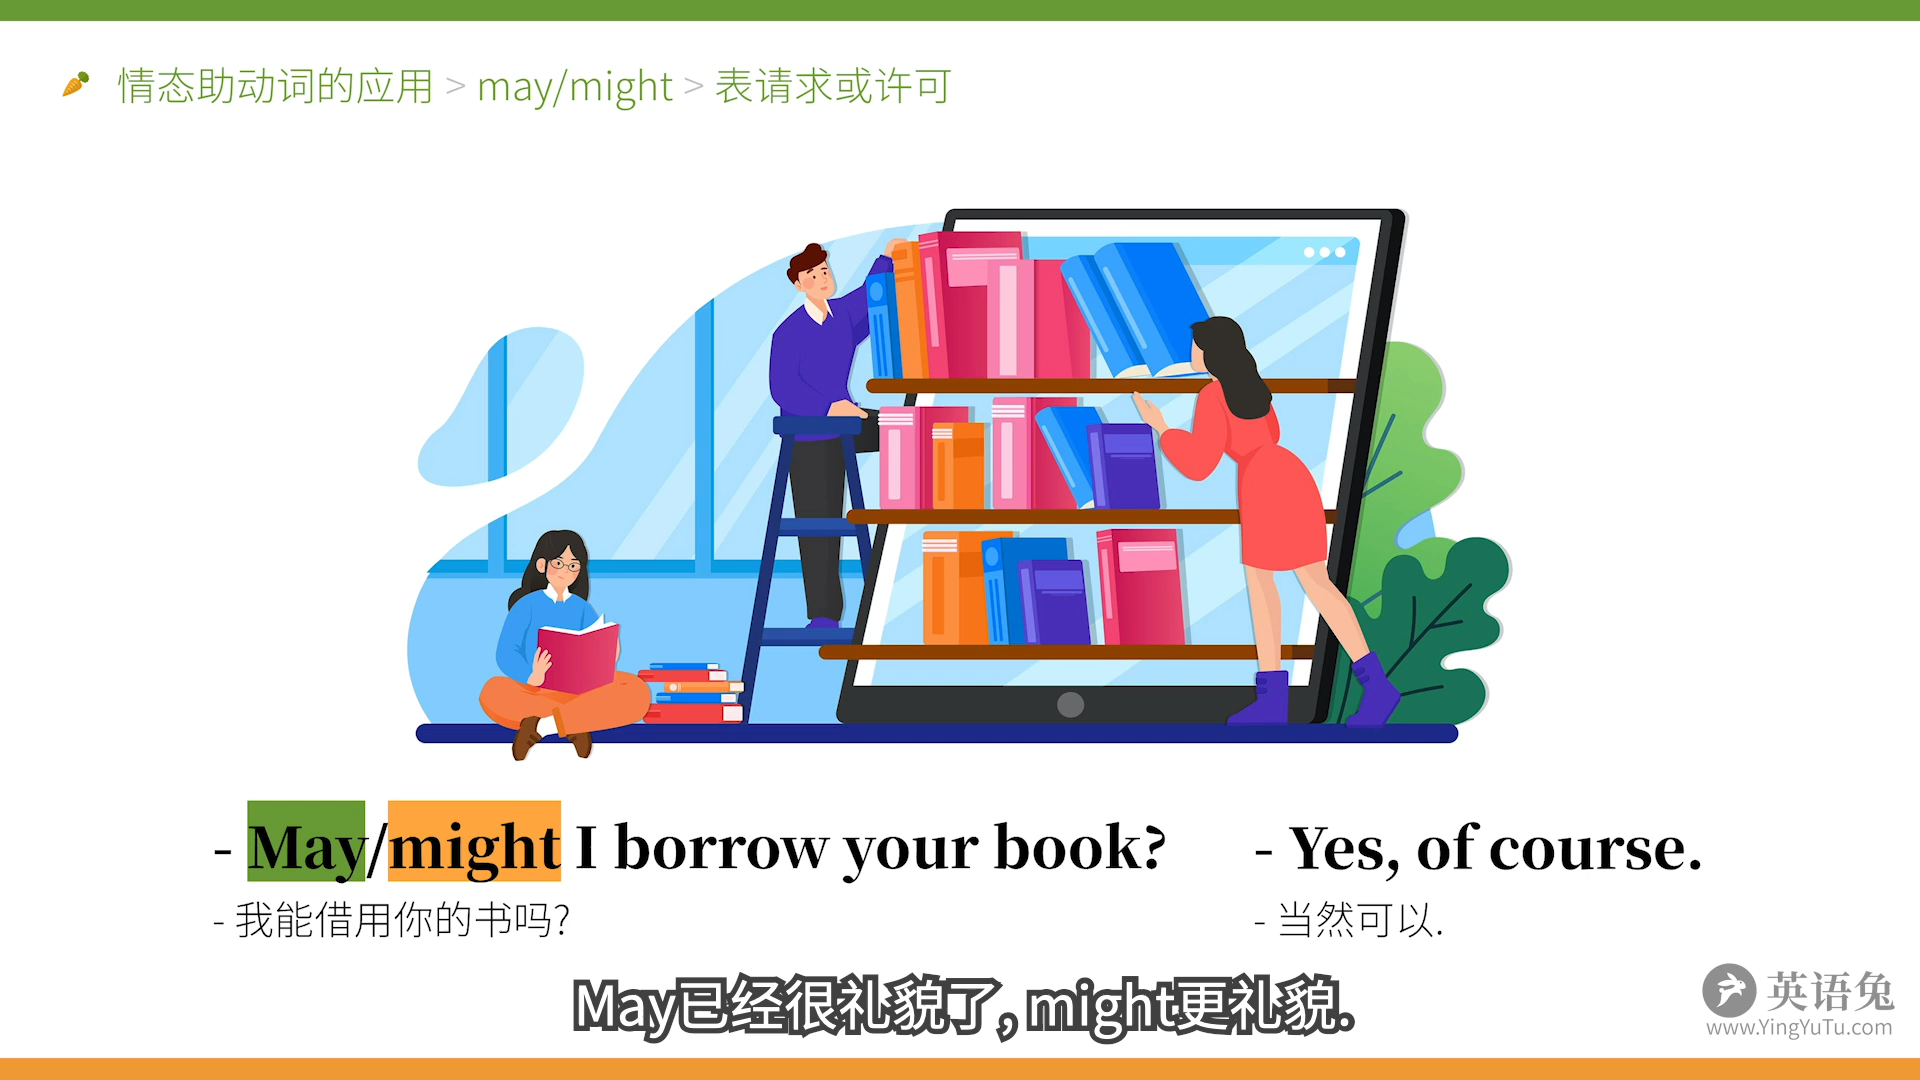 情态助动词的应用 > may/might > 表请求或许可
- May/might I borrow your book?
- Yes, of course.
- 我能借用你的书吗?
- 当然可以.
May已经很礼貌了, might更礼貌.
英语兔
www.YingYuTu.com